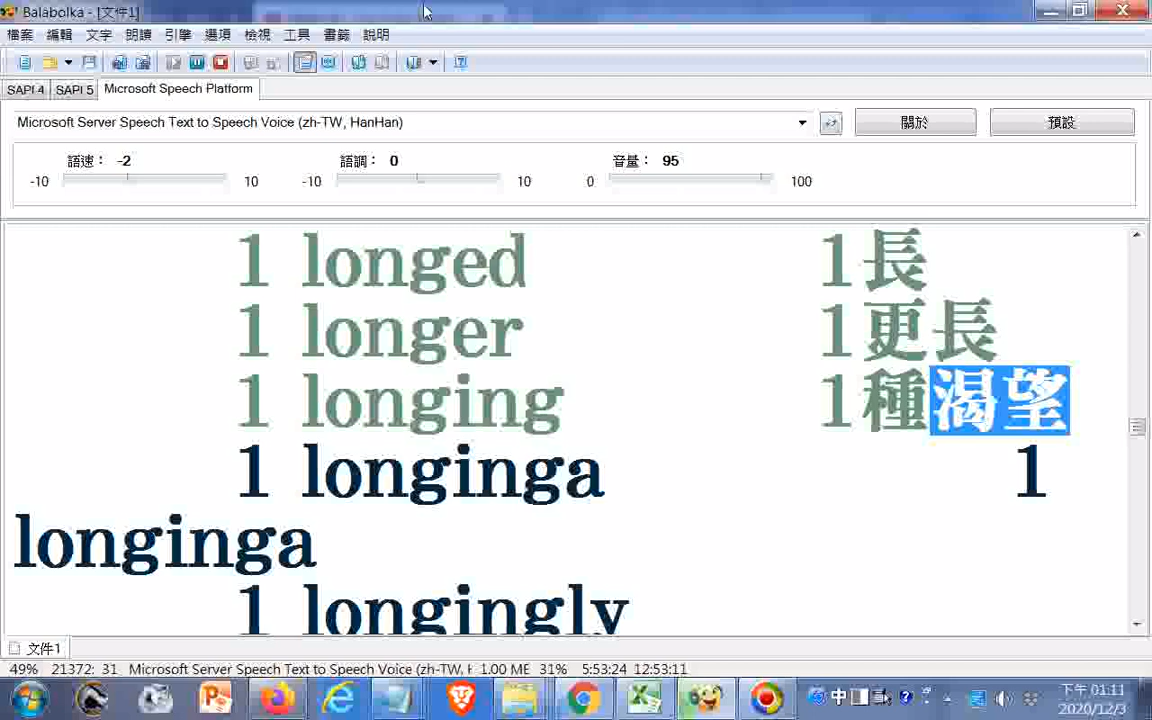 Balabolka - [文件1]
檔案 編輯 文字 朗讀 引擎 選項 檢視 工具 書籤 說明
SAPI 4 SAPI 5 Microsoft Speech Platform
Microsoft Server Speech Text to Speech Voice (zh-TW, HanHan) 關於 預設
語速： -2 語調： 0 音量： 95
-10 10 -10 10 0 100
1 longed 1長
1 longer 1更長
1 longing 1種渴望
1 longinga 1
longinga
1 longingly
文件1
49% 21372: 31 Microsoft Server Speech Text to Speech Voice (zh-TW, H 1.00 ME 31% 5:53:24 12:53:11
中 下午 01:11
2020/12/3